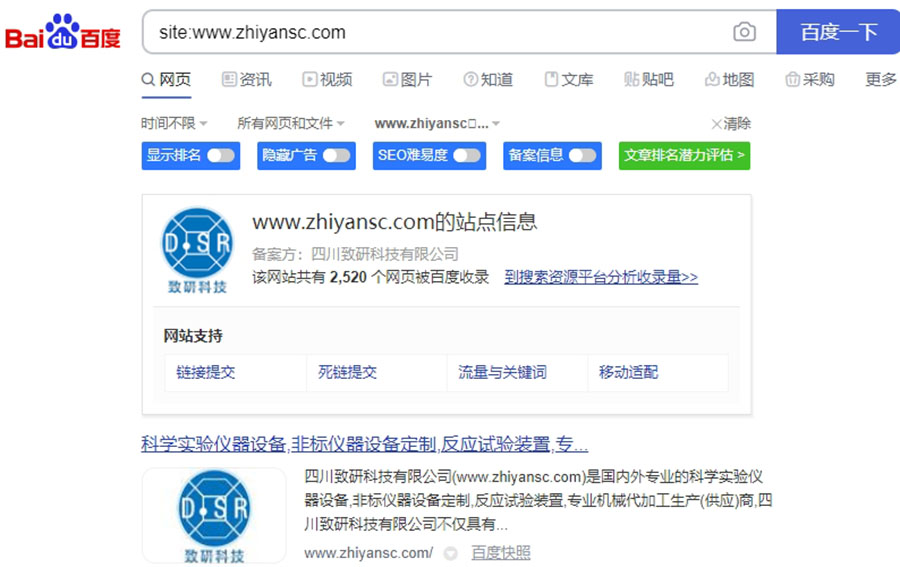 Bai du 百度
site:www.zhiyansc.com
百度一下
网页 资讯 视频 图片 知道 文库 贴吧 地图 采购 更多
时间不限 所有网页和文件 www.zhiyansc... 清除
显示排名 隐藏广告 SEO难易度 备案信息 文章排名潜力评估 >
D.SR
致研科技
www.zhiyansc.com的站点信息
备案方：四川致研科技有限公司
该网站共有 2,520 个网页被百度收录 到搜索资源平台分析收录量>>
网站支持
链接提交 死链提交 流量与关键词 移动适配
科学实验仪器设备,非标仪器设备定制,反应试验装置,专...
D.SR
致研科技
四川致研科技有限公司(www.zhiyansc.com)是国内外专业的科学实验仪
器设备,非标仪器设备定制,反应试验装置,专业机械代加工生产(供应)商,四
川致研科技有限公司不仅具有...
www.zhiyansc.com/ 百度快照